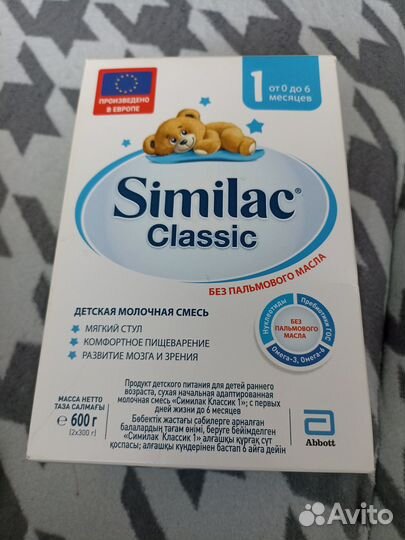 ПРОИЗВЕДЕНО
В ЕВРОПЕ
1 от 0 до 6
месяцев
Similac®
Classic
БЕЗ ПАЛЬМОВОГО МАСЛА
ДЕТСКАЯ МОЛОЧНАЯ СМЕСЬ
• МЯГКИЙ СТУЛ
• КОМФОРТНОЕ ПИЩЕВАРЕНИЕ
• РАЗВИТИЕ МОЗГА И ЗРЕНИЯ
Нуклеотиды
Пребиотики ГОС
БЕЗ
ПАЛЬМОВОГО
МАСЛА
Омега-3, Омега-6
МАССА НЕТТО
ТАЗА САЛМАҒЫ
℮ 600 г
(2x300 г)
Продукт детского питания для детей раннего
возраста, сухая начальная адаптированная
молочная смесь «Симилак Классик 1»; с первых
дней жизни до 6 месяцев
Бөбектік жастағы сәбилерге арналған
балалардың тағам өнімі, беруге бейімделген
«Симилак Классик 1» алғашқы құрғақ сүт
қоспасы; алғашқы күндерінен бастап 6 айға дейін
Abbott
Avito